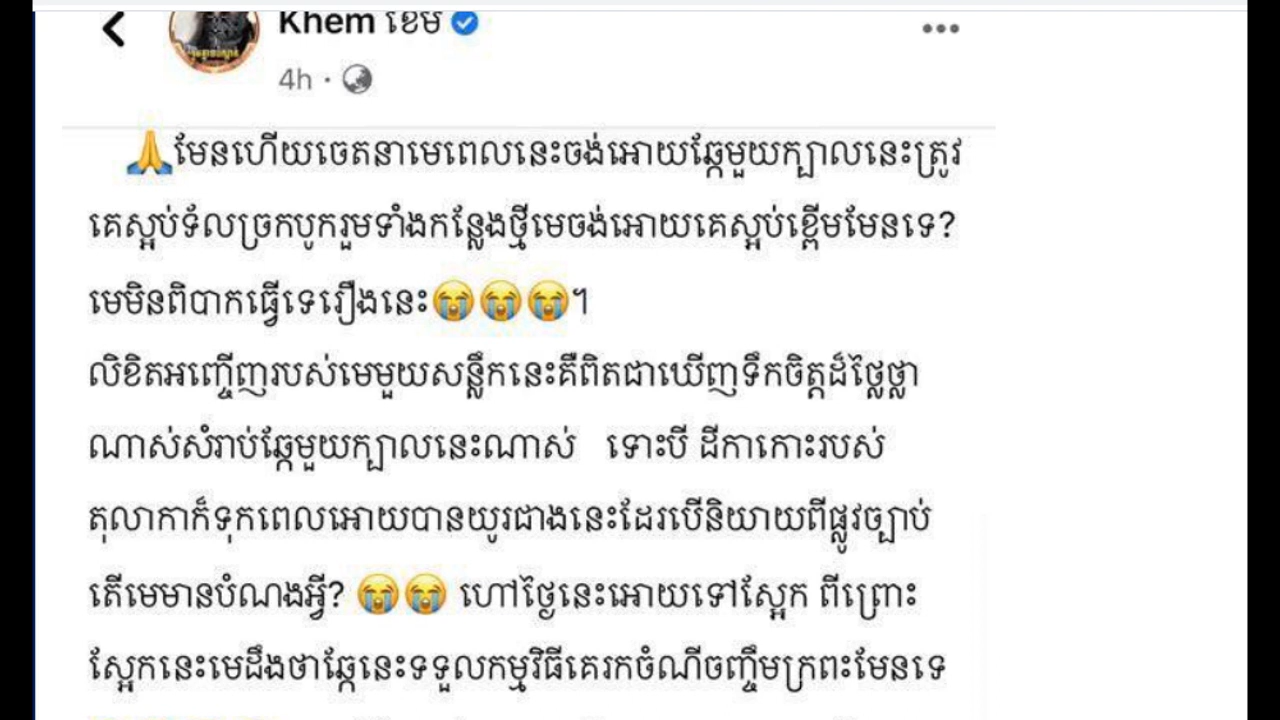 Khem ខេម
4h ·
🙏មែនហើយចេតនាមេពេលនេះចង់អោយឆ្កែមួយក្បាលនេះត្រូវ
គេស្អប់ទ័លច្រកបូករួមទាំងកន្លែងថ្មីមេចង់អោយគេស្អប់ខ្ពើមមែនទេ?
មេមិនពិបាកធ្វើទេរឿងនេះ😭😭😭។
លិខិតអញ្ចើញរបស់មេមួយសន្លឹកនេះគឺពិតជាឃើញទឹកចិត្តដ៏ថ្លៃថ្លា
ណាស់សំរាប់ឆ្កែមួយក្បាលនេះណាស់ ទោះបី ដីកាកោះរបស់
តុលាកាក៏ទុកពេលអោយបានយូរជាងនេះដែរបើនិយាយពីផ្លូវច្បាប់
តើមេមានបំណងអ្វី? 😭😭 ហៅថ្ងៃនេះអោយទៅស្អែក ពីព្រោះ
ស្អែកនេះមេដឹងថាឆ្កែនេះទទួលកម្មវិធីគេរកចំណីចញ្ចឹមក្រពះមែនទេ